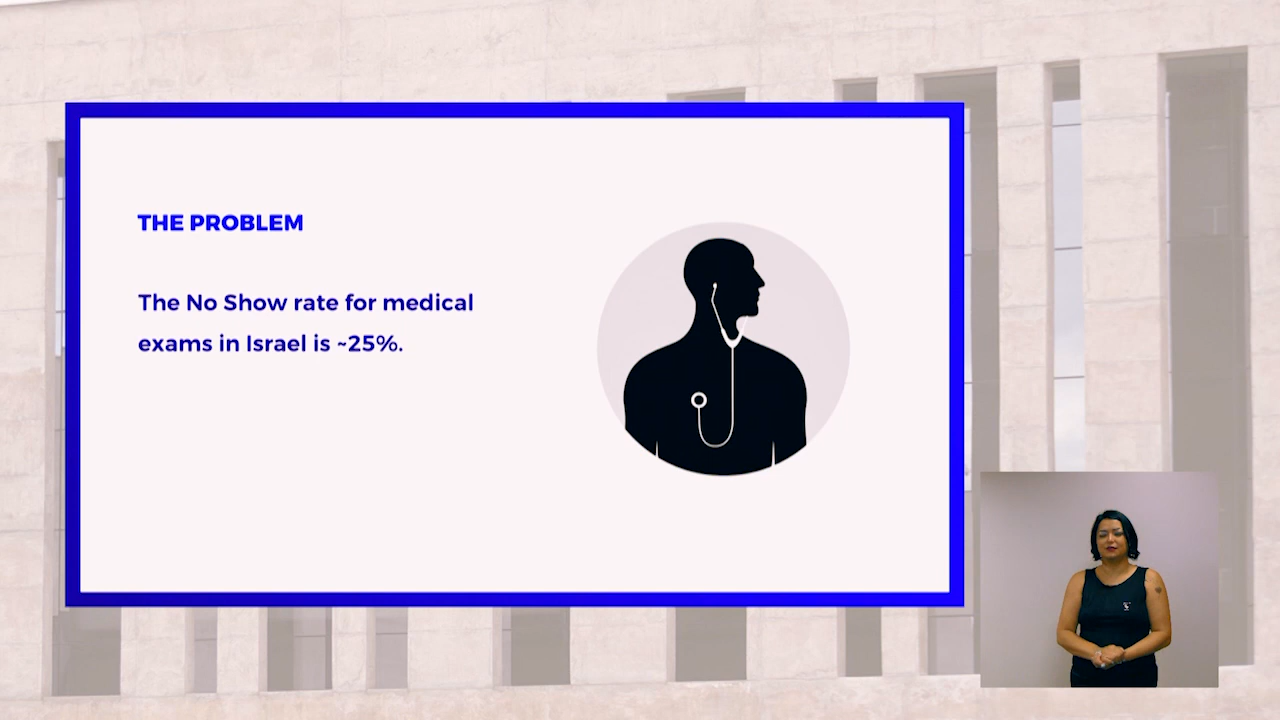 THE PROBLEM
The No Show rate for medical
exams in Israel is ~25%.